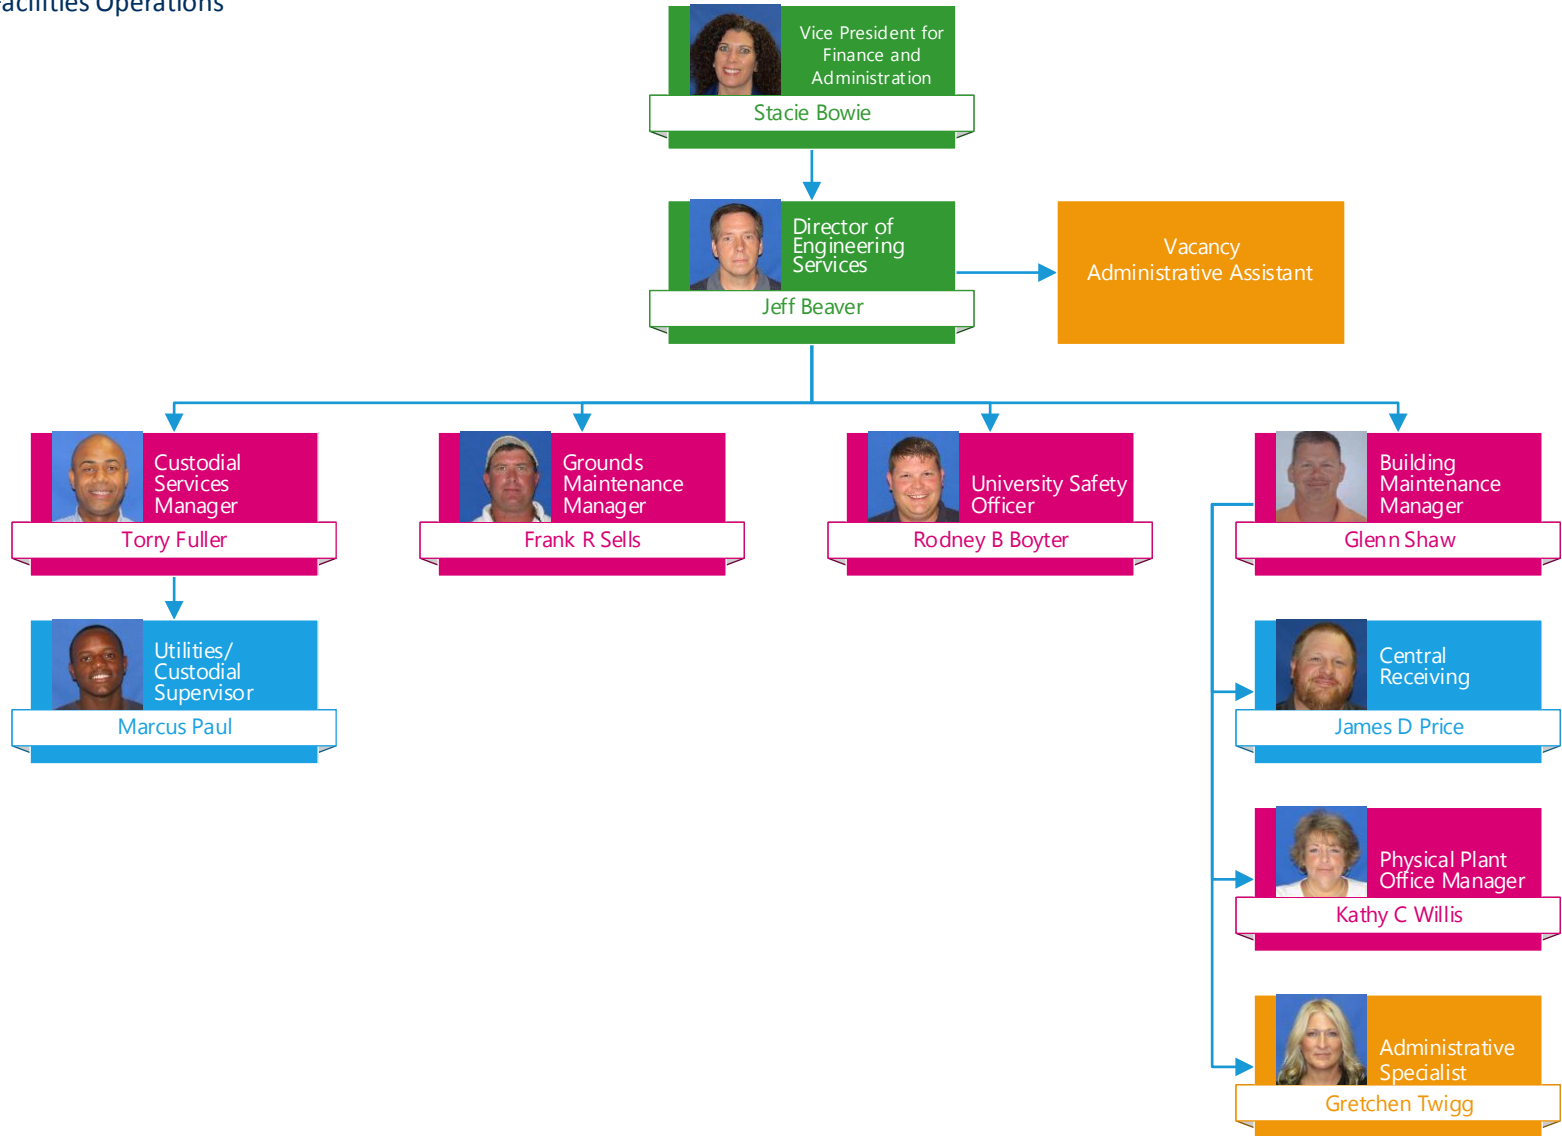 Facilities Operations
Vice President for
Finance and
Administration
Stacie Bowie
Director of
Engineering
Services
Jeff Beaver
Vacancy
Administrative Assistant
Custodial
Services
Manager
Torry Fuller
Grounds
Maintenance
Manager
Frank R Sells
University Safety
Officer
Rodney B Boyter
Building
Maintenance
Manager
Glenn Shaw
Utilities/
Custodial
Supervisor
Marcus Paul
Central
Receiving
James D Price
Physical Plant
Office Manager
Kathy C Willis
Administrative
Specialist
Gretchen Twigg